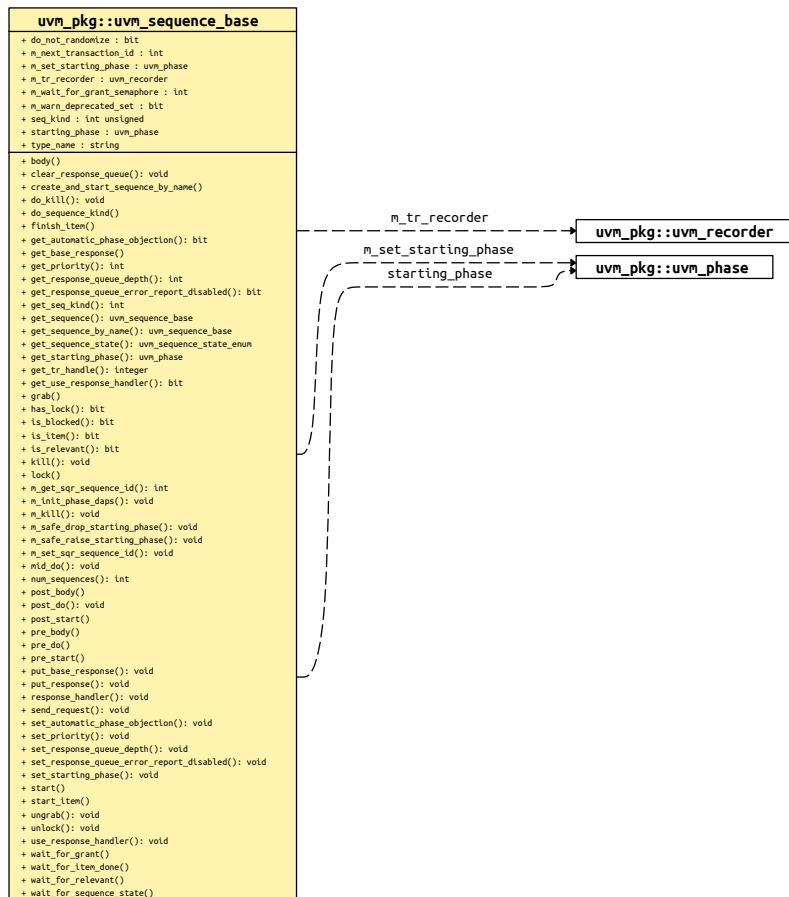 uvm_pkg::uvm_sequence_base
+ do_not_randomize : bit
+ m_next_transaction_id : int
+ m_set_starting_phase : uvm_phase
+ m_tr_recorder : uvm_recorder
+ m_wait_for_grant_semaphore : int
+ m_warn_deprecated_set : bit
+ seq_kind : int unsigned
+ starting_phase : uvm_phase
+ type_name : string
+ body()
+ clear_response_queue(): void
+ create_and_start_sequence_by_name()
+ do_kill(): void
+ do_sequence_kind()
+ finish_item()
+ get_automatic_phase_objection(): bit
+ get_base_response()
+ get_priority(): int
+ get_response_queue_depth(): int
+ get_response_queue_error_report_disabled(): bit
+ get_seq_kind(): int
+ get_sequence(): uvm_sequence_base
+ get_sequence_by_name(): uvm_sequence_base
+ get_sequence_state(): uvm_sequence_state_enum
+ get_starting_phase(): uvm_phase
+ get_tr_handle(): integer
+ get_use_response_handler(): bit
+ grab()
+ has_lock(): bit
+ is_blocked(): bit
+ is_item(): bit
+ is_relevant(): bit
+ kill(): void
+ lock()
+ m_get_sqr_sequence_id(): int
+ m_init_phase_daps(): void
+ m_kill(): void
+ m_safe_drop_starting_phase(): void
+ m_safe_raise_starting_phase(): void
+ m_set_sqr_sequence_id(): void
+ mid_do(): void
+ num_sequences(): int
+ post_body()
+ post_do(): void
+ post_start()
+ pre_body()
+ pre_do()
+ pre_start()
+ put_base_response(): void
+ put_response(): void
+ response_handler(): void
+ send_request(): void
+ set_automatic_phase_objection(): void
+ set_priority(): void
+ set_response_queue_depth(): void
+ set_response_queue_error_report_disabled(): void
+ set_starting_phase(): void
+ start()
+ start_item()
+ ungrab(): void
+ unlock(): void
+ use_response_handler(): void
+ wait_for_grant()
+ wait_for_item_done()
+ wait_for_relevant()
+ wait_for_sequence_state()
m_tr_recorder
uvm_pkg::uvm_recorder
m_set_starting_phase
uvm_pkg::uvm_phase
starting_phase